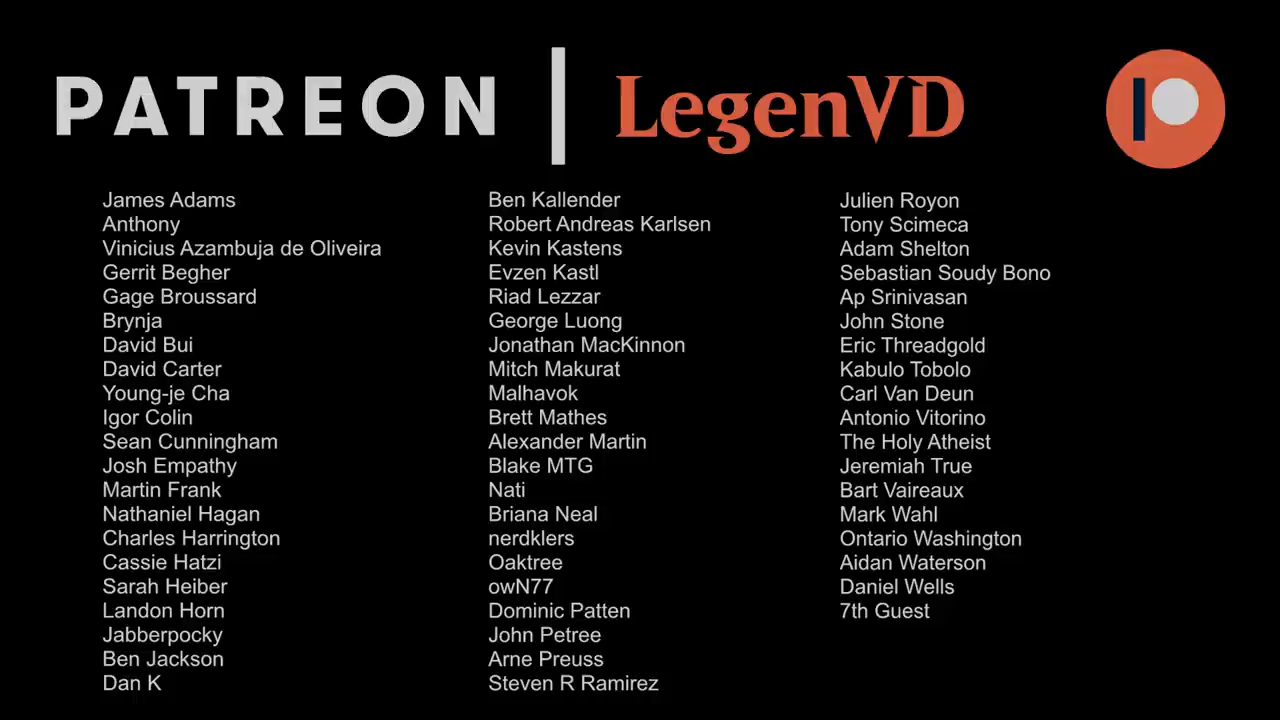 PATREON | LegenVD
James Adams
Anthony
Vinicius Azambuja de Oliveira
Gerrit Begher
Gage Broussard
Brynja
David Bui
David Carter
Young-je Cha
Igor Colin
Sean Cunningham
Josh Empathy
Martin Frank
Nathaniel Hagan
Charles Harrington
Cassie Hatzi
Sarah Heiber
Landon Horn
Jabberpocky
Ben Jackson
Dan K
Ben Kallender
Robert Andreas Karlsen
Kevin Kastens
Evzen Kastl
Riad Lezzar
George Luong
Jonathan MacKinnon
Mitch Makurat
Malhavok
Brett Mathes
Alexander Martin
Blake MTG
Nati
Briana Neal
nerdklers
Oaktree
owN77
Dominic Patten
John Petree
Arne Preuss
Steven R Ramirez
Julien Royon
Tony Scimeca
Adam Shelton
Sebastian Soudy Bono
Ap Srinivasan
John Stone
Eric Threadgold
Kabulo Tobolo
Carl Van Deun
Antonio Vitorino
The Holy Atheist
Jeremiah True
Bart Vaireaux
Mark Wahl
Ontario Washington
Aidan Waterson
Daniel Wells
7th Guest